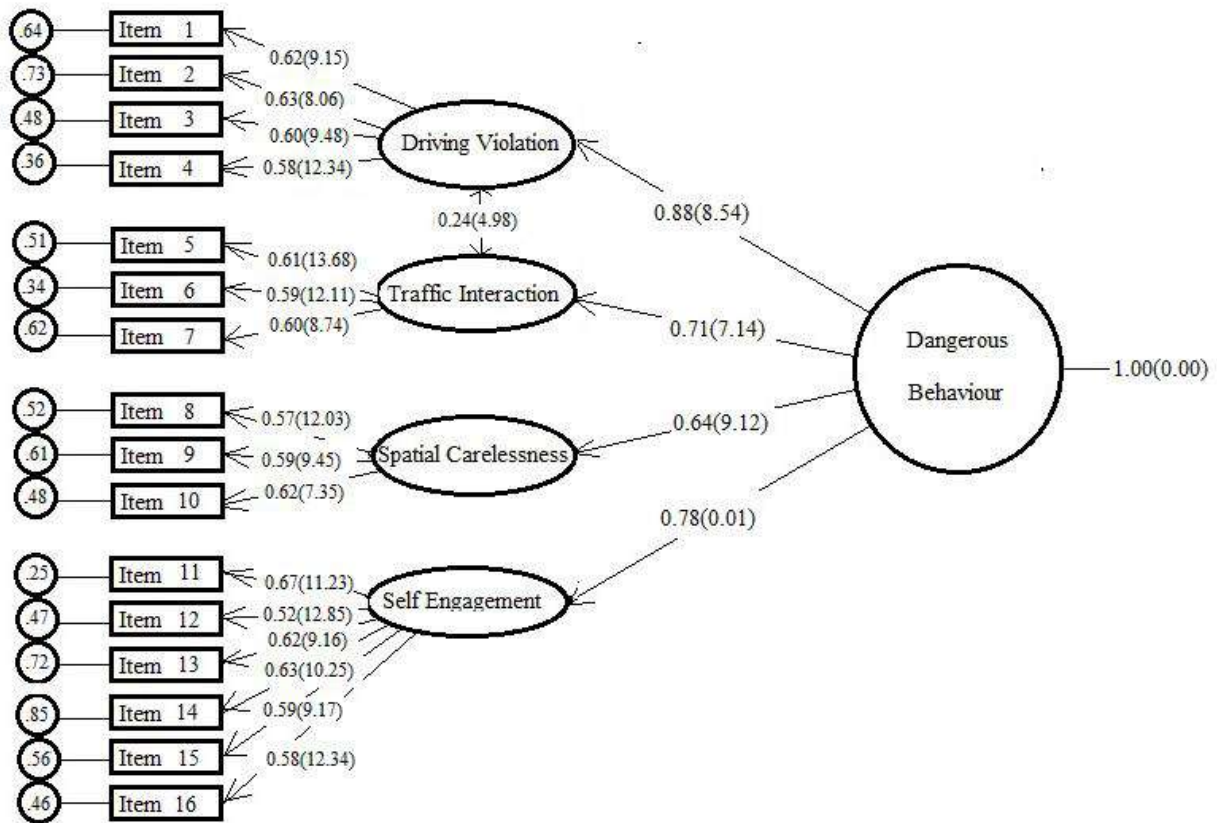 .64 Item 1
0.62(9.15)
.73 Item 2
0.63(8.06)
.48 Item 3
0.60(9.48)
.36 Item 4
0.58(12.34)
Driving Violation
0.88(8.54)
0.24(4.98)
.51 Item 5
0.61(13.68)
.34 Item 6
0.59(12.11)
.62 Item 7
0.60(8.74)
Traffic Interaction
0.71(7.14)
Dangerous
Behaviour
1.00(0.00)
.52 Item 8
0.57(12.03)
.61 Item 9
0.59(9.45)
.48 Item 10
0.62(7.35)
Spatial Carelessness
0.64(9.12)
0.78(0.01)
.25 Item 11
0.67(11.23)
.47 Item 12
0.52(12.85)
.72 Item 13
0.62(9.16)
.85 Item 14
0.63(10.25)
.56 Item 15
0.59(9.17)
.46 Item 16
0.58(12.34)
Self Engagement